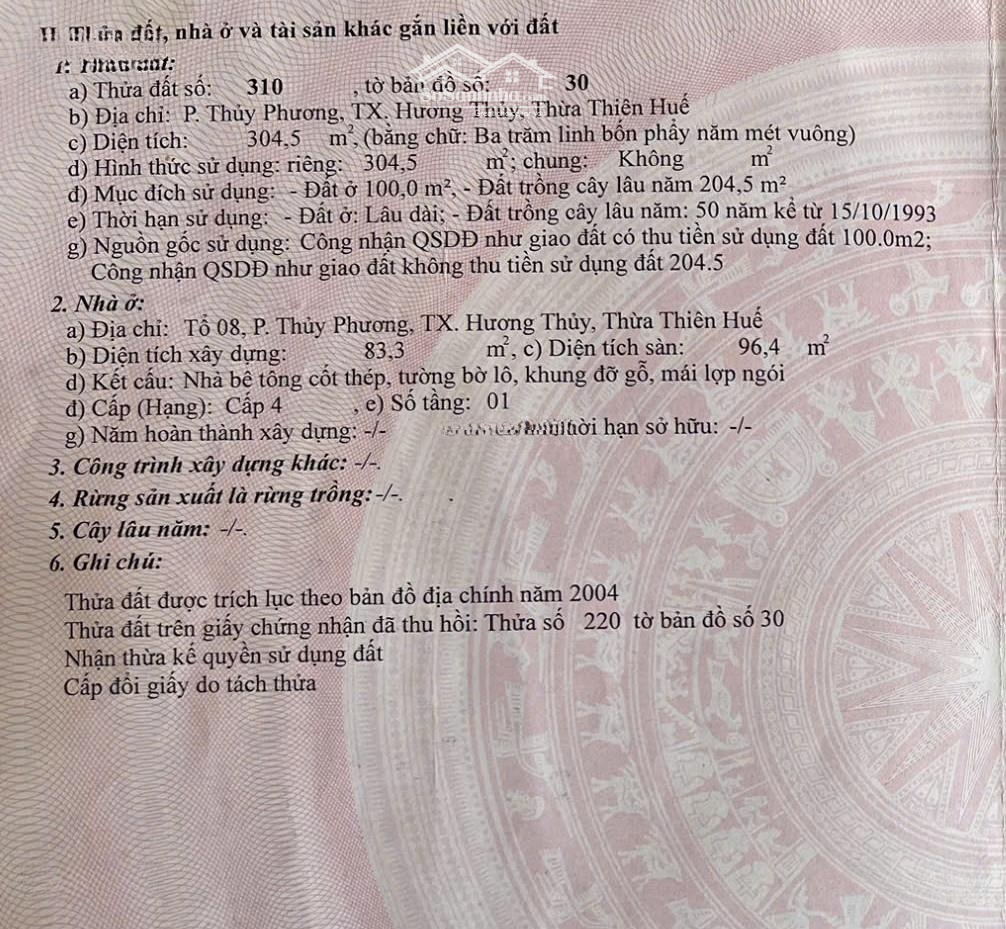 II. Thửa đất, nhà ở và tài sản khác gắn liền với đất
1. Thửa đất:
a) Thửa đất số: 310 , tờ bản đồ số: 30
b) Địa chỉ: P. Thủy Phương, TX. Hương Thủy, Thừa Thiên Huế
c) Diện tích: 304,5 m², (bằng chữ: Ba trăm linh bốn phẩy năm mét vuông)
d) Hình thức sử dụng: riêng: 304,5 m²; chung: Không m²
đ) Mục đích sử dụng: - Đất ở 100,0 m², - Đất trồng cây lâu năm 204,5 m²
e) Thời hạn sử dụng: - Đất ở: Lâu dài; - Đất trồng cây lâu năm: 50 năm kể từ 15/10/1993
g) Nguồn gốc sử dụng: Công nhận QSDĐ như giao đất có thu tiền sử dụng đất 100.0m2;
Công nhận QSDĐ như giao đất không thu tiền sử dụng đất 204.5
2. Nhà ở:
a) Địa chỉ: Tổ 08, P. Thủy Phương, TX. Hương Thủy, Thừa Thiên Huế
b) Diện tích xây dựng: 83,3 m², c) Diện tích sàn: 96,4 m²
d) Kết cấu: Nhà bê tông cốt thép, tường bờ lô, khung đỡ gỗ, mái lợp ngói
đ) Cấp (Hạng): Cấp 4 , e) Số tầng: 01
g) Năm hoàn thành xây dựng: -/- hời hạn sở hữu: -/-
3. Công trình xây dựng khác: -/-.
4. Rừng sản xuất là rừng trồng: -/-.
5. Cây lâu năm: -/-.
6. Ghi chú:
Thửa đất được trích lục theo bản đồ địa chính năm 2004
Thửa đất trên giấy chứng nhận đã thu hồi: Thửa số 220 tờ bản đồ số 30
Nhận thừa kế quyền sử dụng đất
Cấp đổi giấy do tách thửa